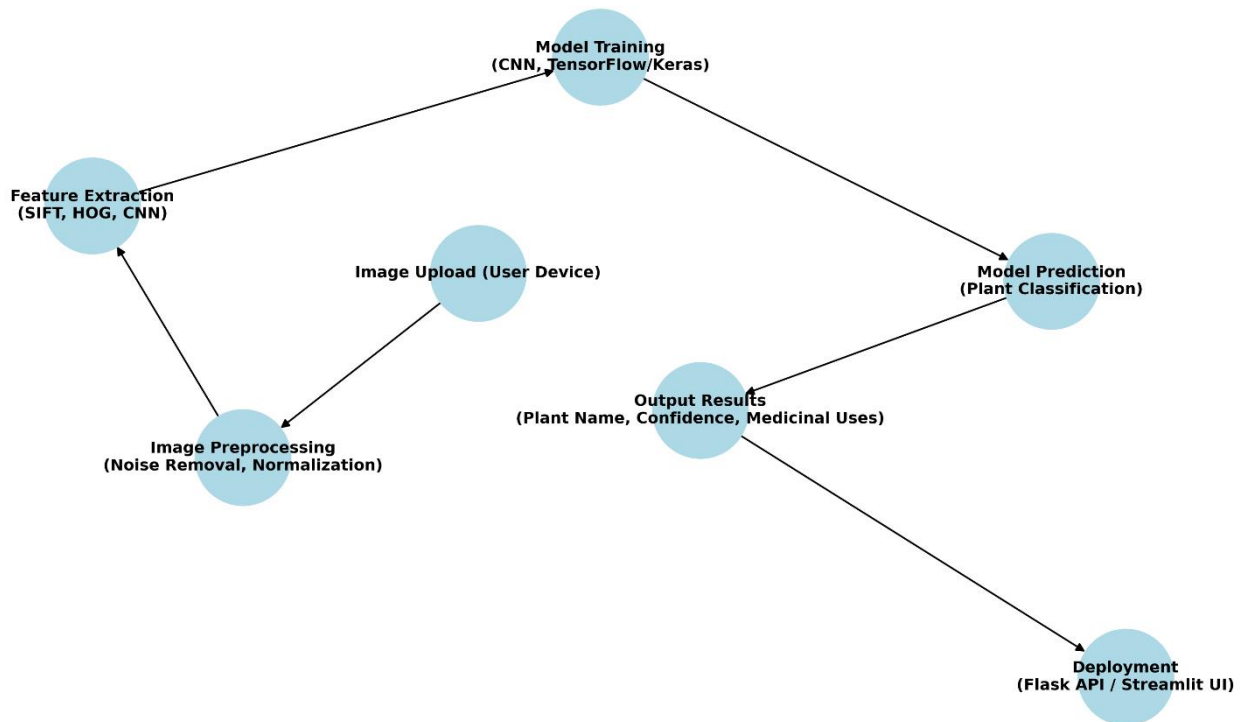 Model Training
(CNN, TensorFlow/Keras)
Feature Extraction
(SIFT, HOG, CNN)
Image Upload (User Device)
Model Prediction
(Plant Classification)
Output Results
(Plant Name, Confidence, Medicinal Uses)
Image Preprocessing
(Noise Removal, Normalization)
Deployment
(Flask API / Streamlit UI)